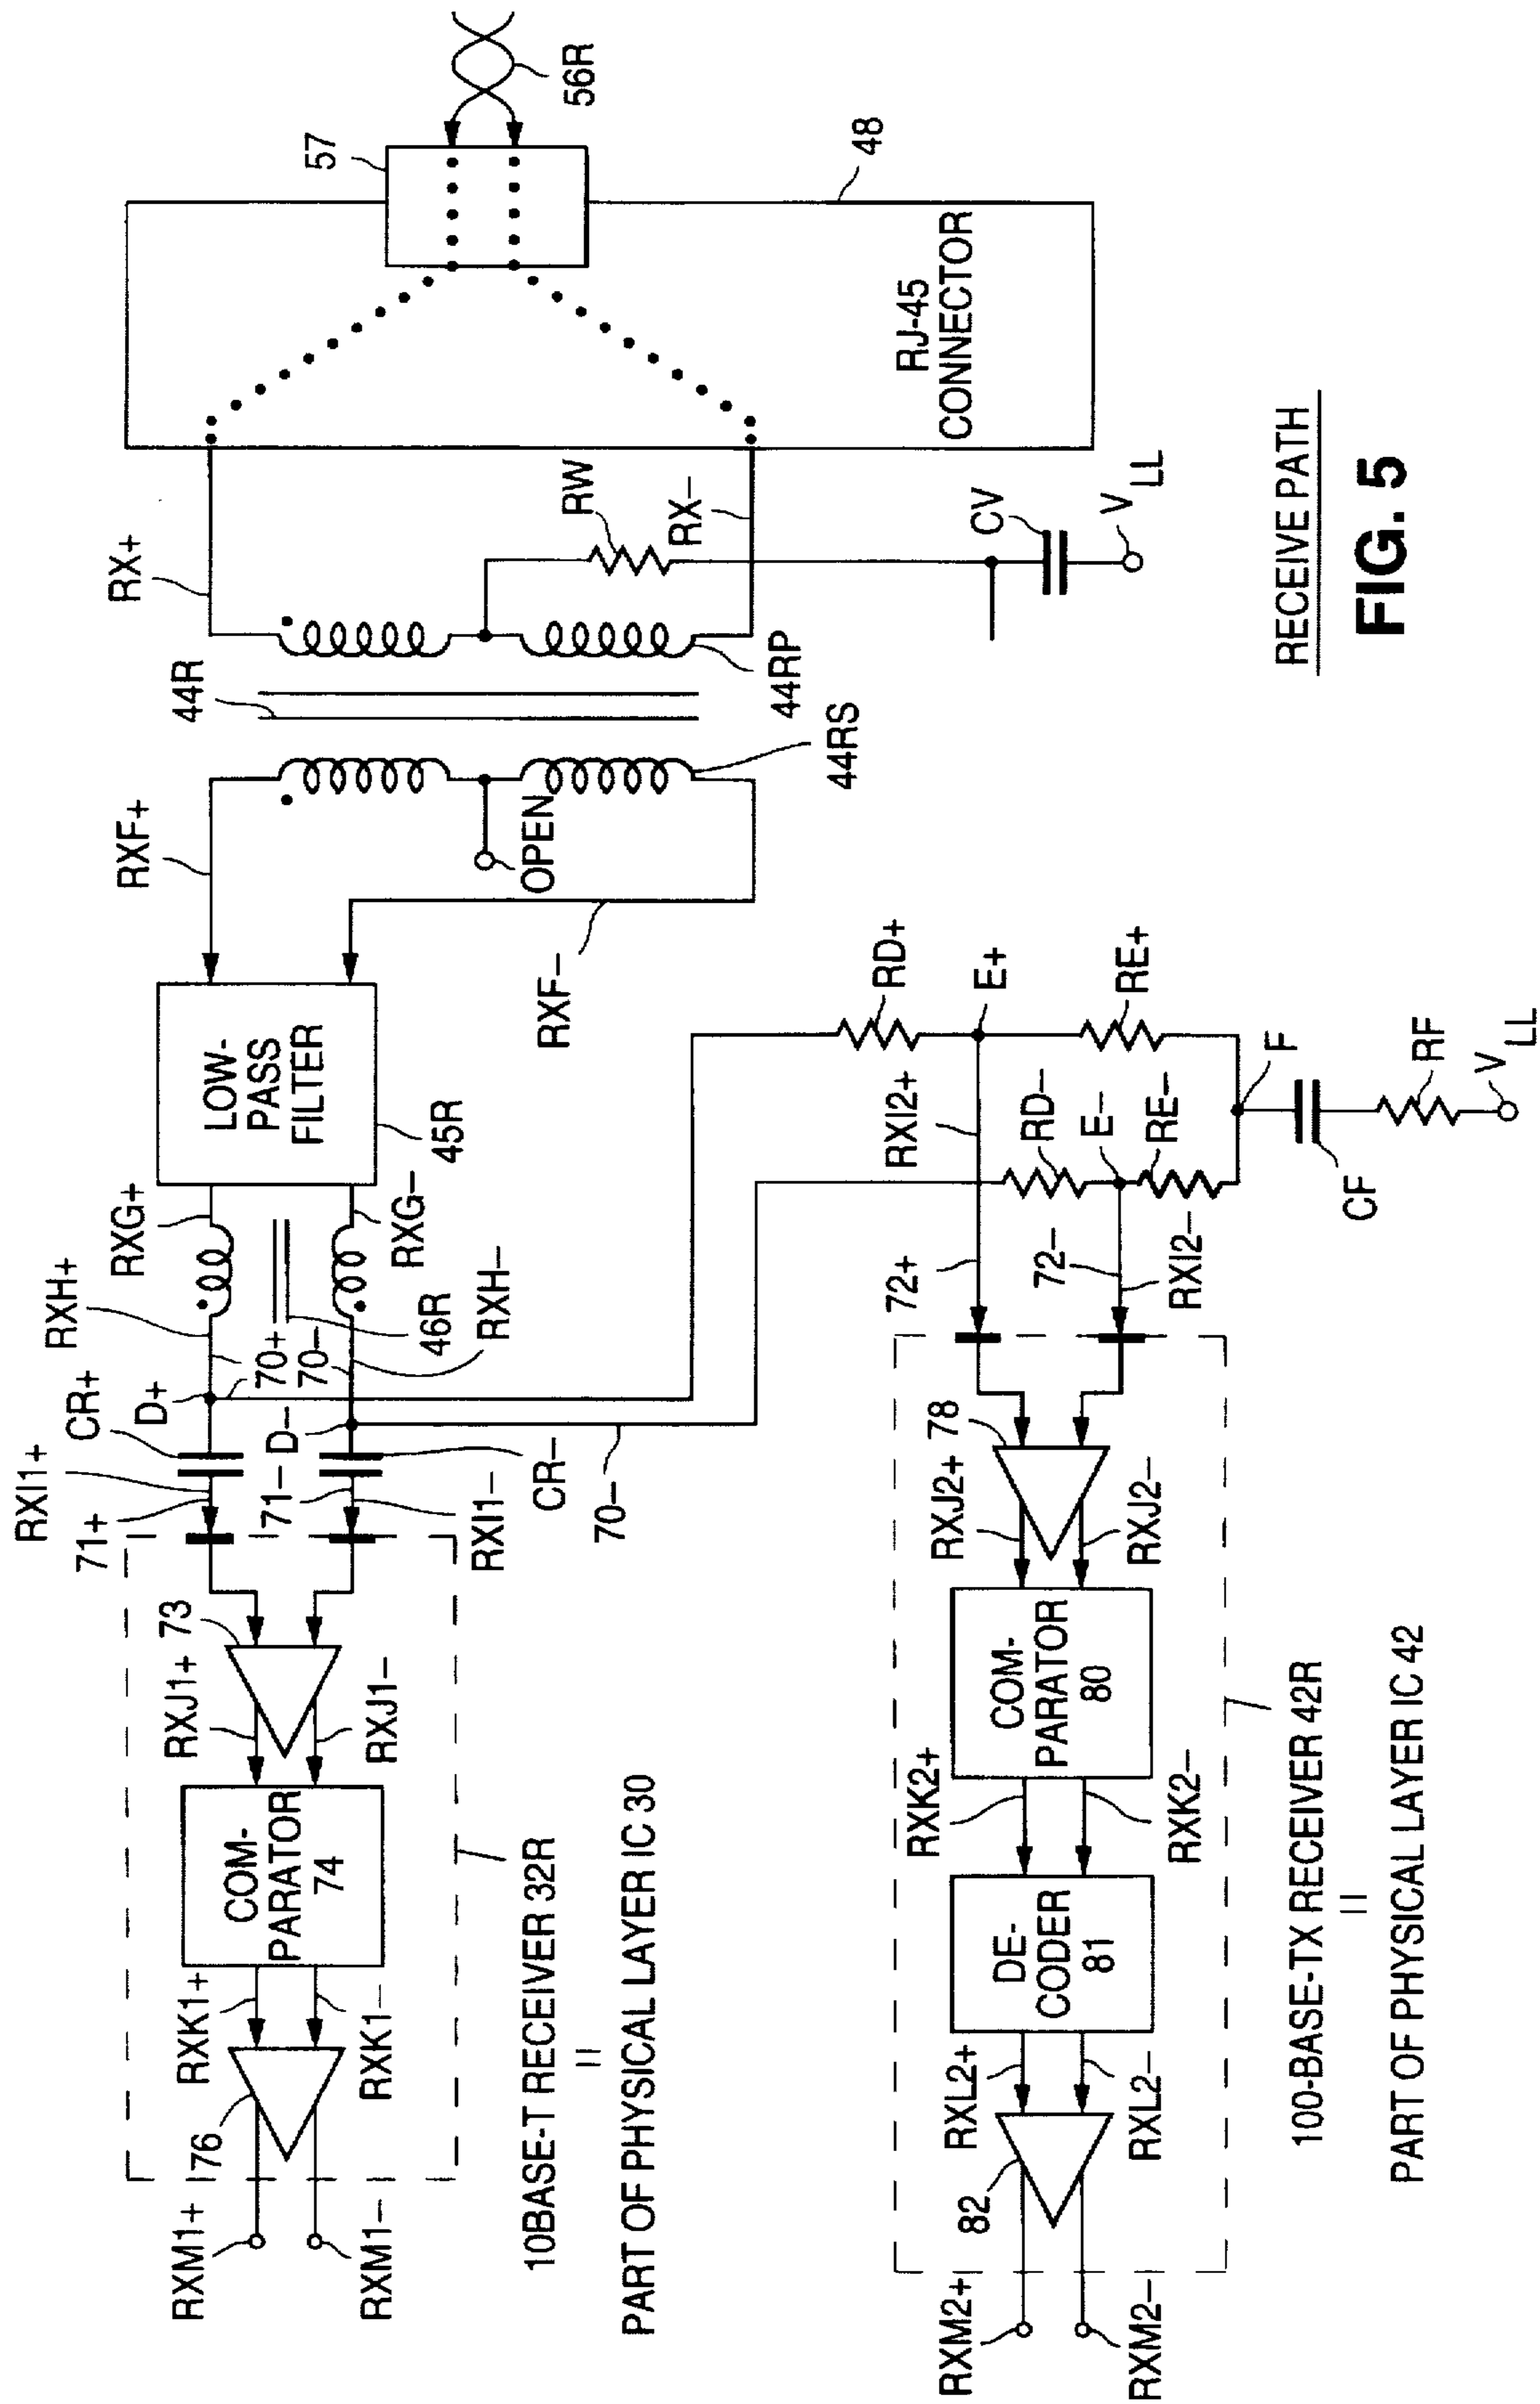 56R
57
48
RJ-45
CONNECTOR
RX+
RW
RX−
CV
V LL
44R
44RP
44RS
RXF+
OPEN
RXF−
LOW-
PASS
FILTER
45R
RXG+
RXG−
RXH+
RXH−
46R
70+
70−
D+
D−
CR+
CR−
70−
RXI1+
71+
71−
RXI1−
73
RXJ1+
RXJ1−
COM-
PARATOR
74
RXK1+
RXK1−
76
RXM1+
RXM1−
10BASE-T RECEIVER 32R
=
PART OF PHYSICAL LAYER IC 30
RD+
E+
RE+
RXI2+
RD−
E−
RE−
F
CF
RF
V LL
72+
72−
RXI2−
78
RXJ2+
RXJ2−
COM-
PARATOR
80
RXK2+
RXK2−
DE-
CODER
81
RXL2+
RXL2−
82
RXM2+
RXM2−
100-BASE-TX RECEIVER 42R
=
PART OF PHYSICAL LAYER IC 42
RECEIVE PATH
FIG. 5